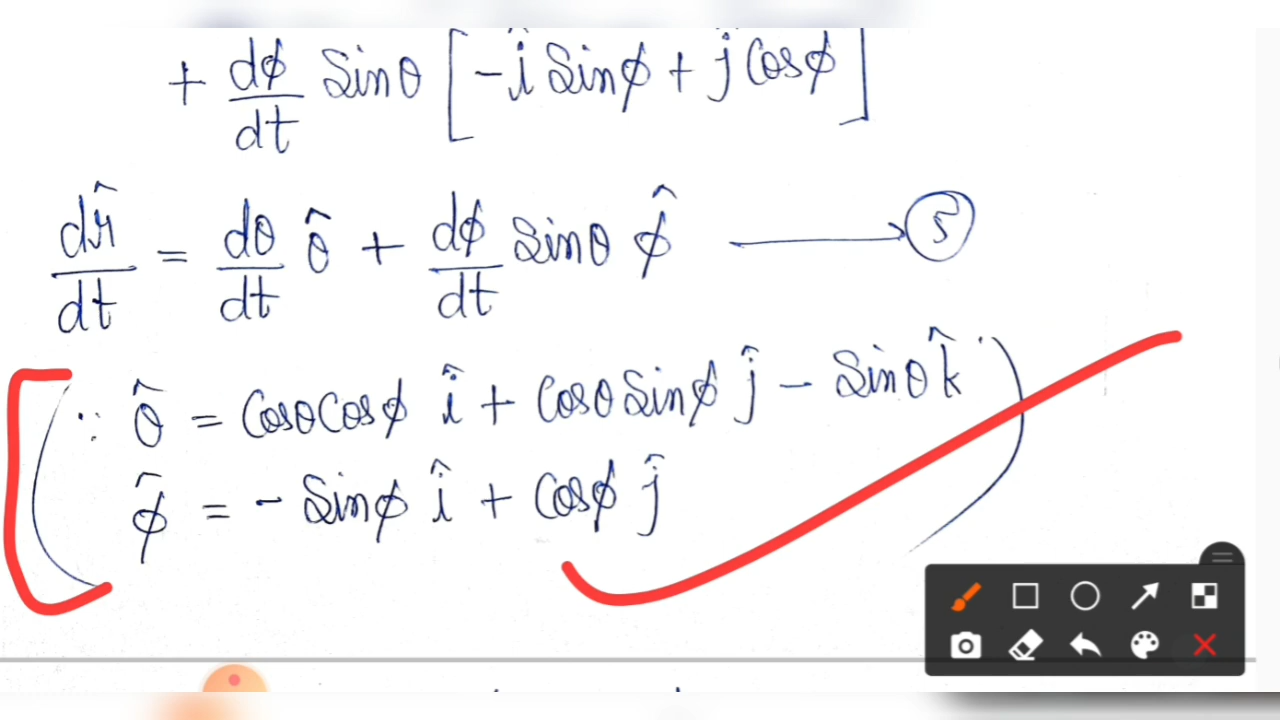 + dφ/dt Sinθ [-î Sinφ + ĵ Cosφ]
dr̂/dt = dθ/dt θ̂ + dφ/dt Sinθ φ̂ ⟶ 5
(∵ θ̂ = Cosθ Cosφ î + Cosθ Sinφ ĵ − Sinθ k̂
φ̂ = - Sinφ î + Cosφ ĵ)